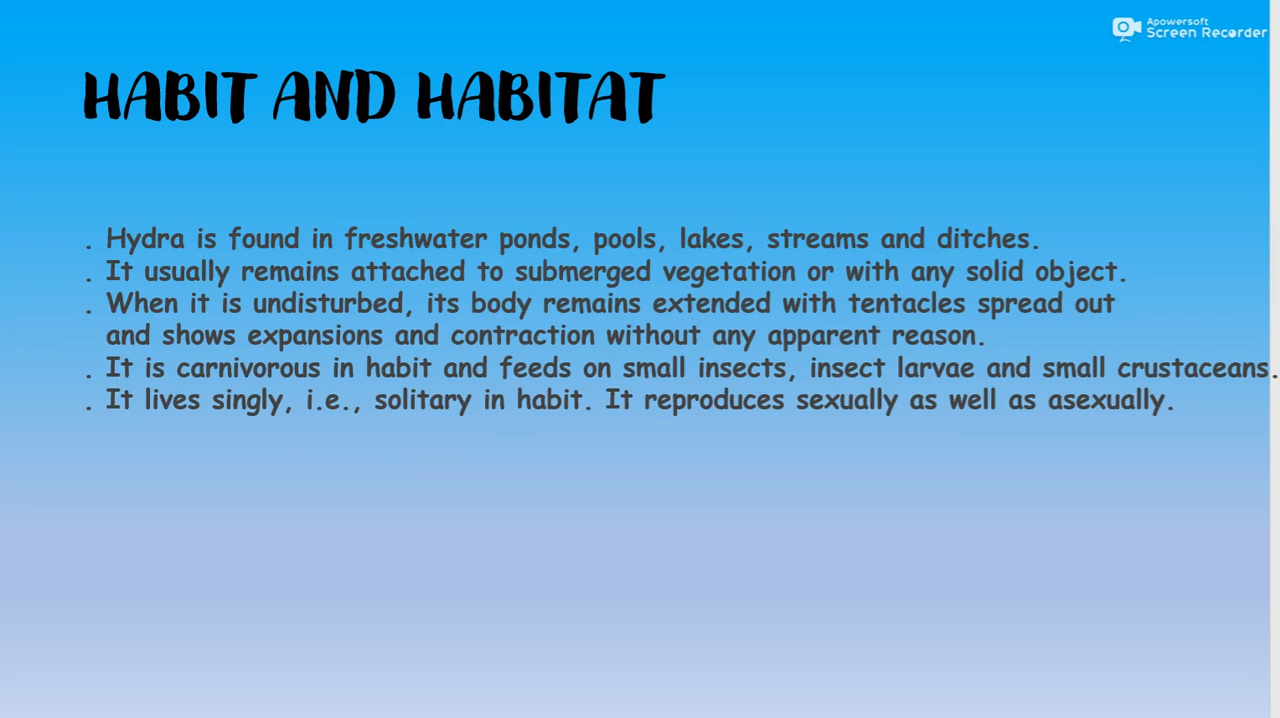 Apowersoft
Screen Recorder
HABIT AND HABITAT
. Hydra is found in freshwater ponds, pools, lakes, streams and ditches.
. It usually remains attached to submerged vegetation or with any solid object.
. When it is undisturbed, its body remains extended with tentacles spread out
and shows expansions and contraction without any apparent reason.
. It is carnivorous in habit and feeds on small insects, insect larvae and small crustaceans.
. It lives singly, i.e., solitary in habit. It reproduces sexually as well as asexually.